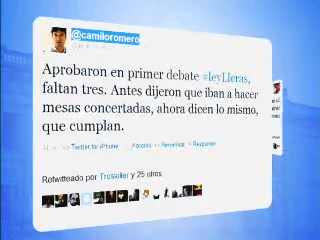 @camiloromero
Aprobaron en primer debate #leyLleras,
faltan tres. Antes dijeron que iban a hacer
mesas concertadas, ahora dicen lo mismo,
que cumplan.
Twitter for iPhone Favorito Retwittear Responder
Retwitteado por Troskiller y 25 otros